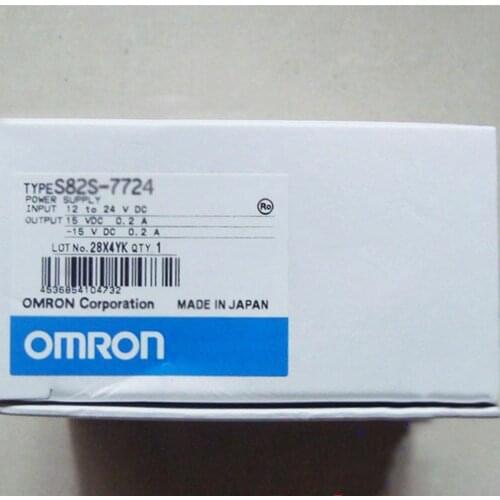 TYPE S82S-7724
POWER SUPPLY
INPUT 12 to 24 V DC
OUTPUT 15 VDC 0.2 A
-15 V DC 0.2 A
Ro
LOT No. 28X4YK QTY 1
4536854104732
OMRON Corporation MADE IN JAPAN
OMRON